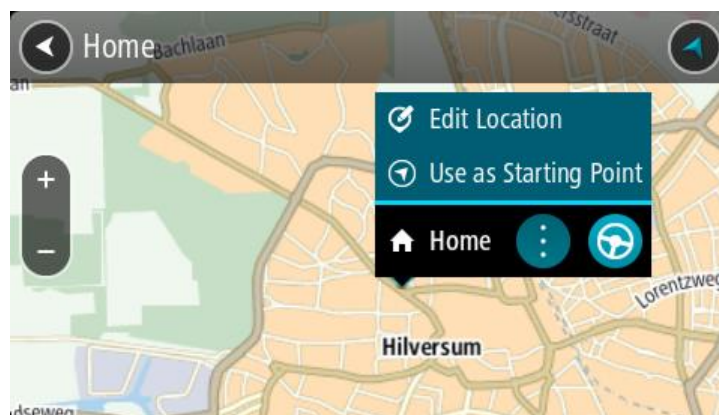 Home
Bachlaan
Edit Location
Use as Starting Point
+
Home
−
Lorentzweg
Hilversum